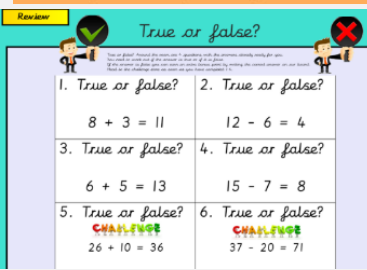 Review
True or false?
1. True or false? 2. True or false?
8 + 3 = 11 12 - 6 = 4
3. True or false? 4. True or false?
6 + 5 = 13 15 - 7 = 8
5. True or false? 6. True or false?
CHALLENGE CHALLENGE
26 + 10 = 36 37 - 20 = 71